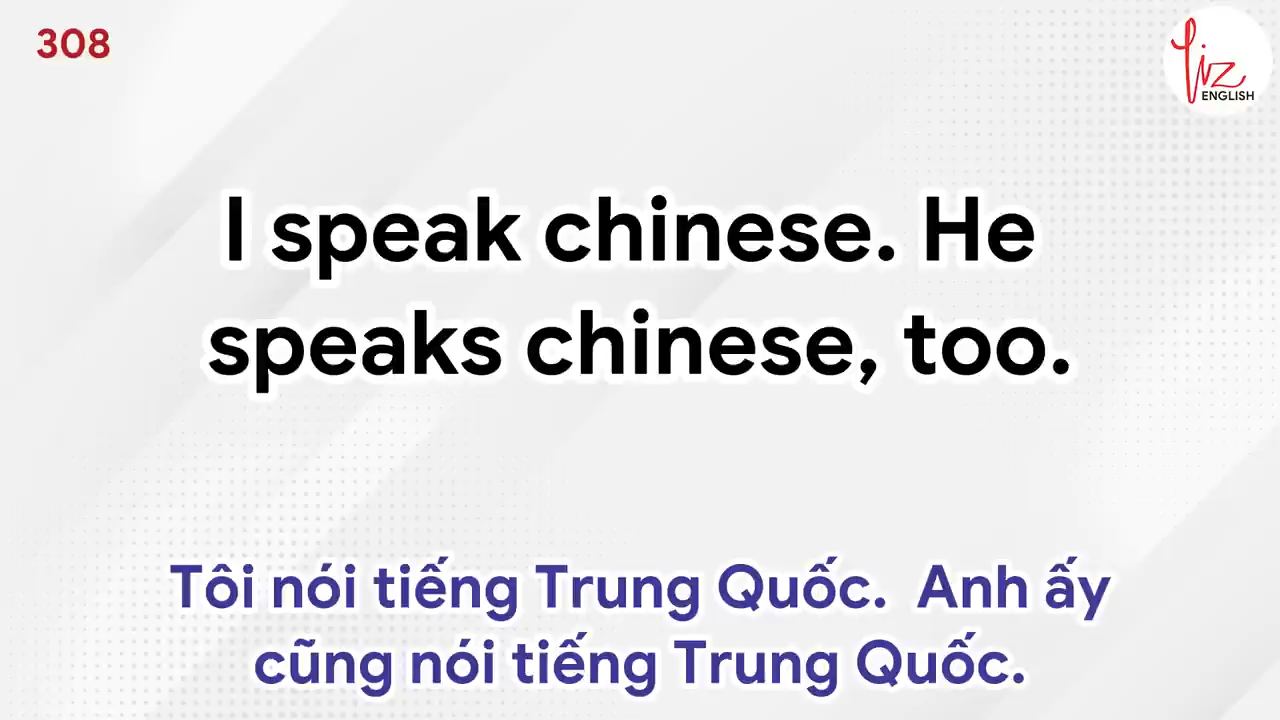 308
Liz
ENGLISH
I speak chinese. He
speaks chinese, too.
Tôi nói tiếng Trung Quốc. Anh ấy
cũng nói tiếng Trung Quốc.